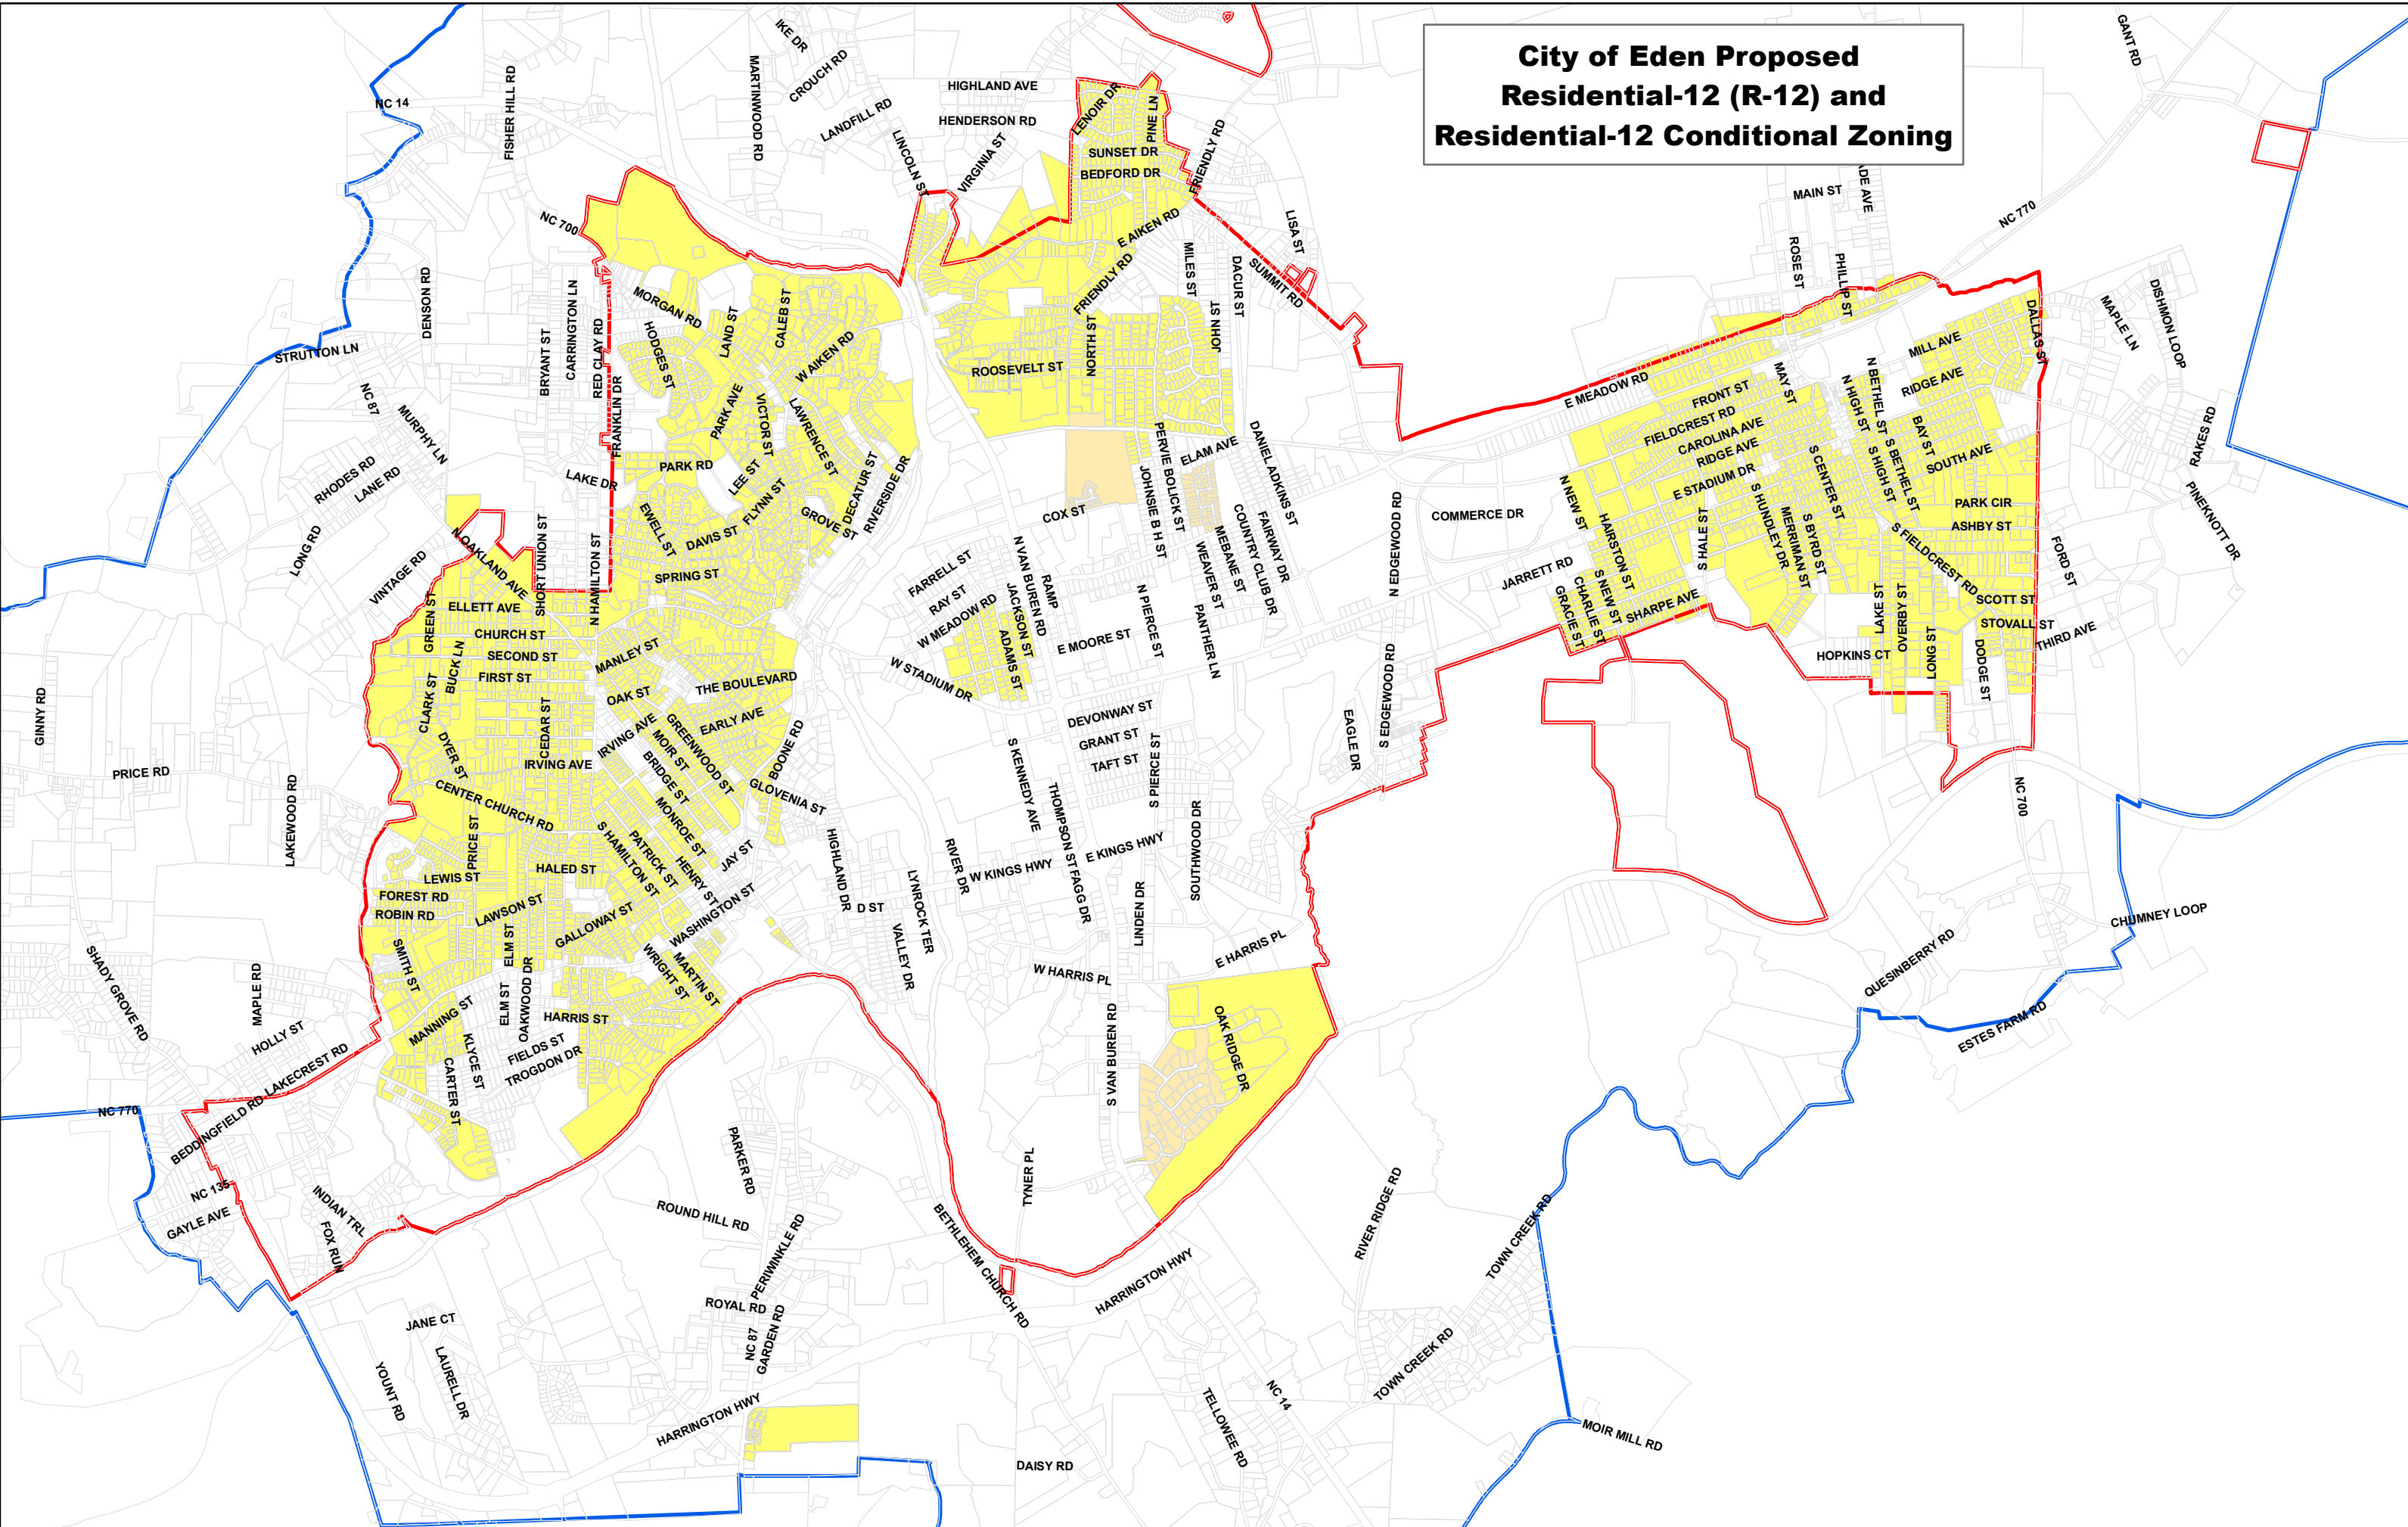 City of Eden Proposed
Residential-12 (R-12) and
Residential-12 Conditional Zoning
GANT RD
IKE DR
CROUCH RD
MARTINWOOD RD
LANDFILL RD
HIGHLAND AVE
HENDERSON RD
LINCOLN ST
VIRGINIA ST
LENOIR DR
PINE LN
SUNSET DR
BEDFORD DR
FRIENDLY RD
NC 14
FISHER HILL RD
NC 700
E AIKEN RD
LISA ST
MAIN ST
ADE AVE
NC 770
ROSE ST
PHILLIP ST
DENSON RD
STRUTTON LN
BRYANT ST
CARRINGTON LN
RED CLAY RD
FRANKLIN DR
MORGAN RD
HODGES ST
LAND ST
CALEB ST
W AIKEN RD
FRIENDLY RD
MILES ST
DACUR ST
SUMMIT RD
JOHN ST
NORTH ST
ROOSEVELT ST
E MEADOW RD
DISHMON LOOP
MAPLE LN
DALLAS ST
MILL AVE
RIDGE AVE
MAY ST
FRONT ST
FIELDCREST RD
CAROLINA AVE
RIDGE AVE
E STADIUM DR
N HIGH ST
N BETHEL ST
BAY ST
SOUTH AVE
RAKES RD
PINEKNOTT DR
NC 87
MURPHY LN
RHODES RD
LANE RD
LONG RD
VINTAGE RD
LAKE DR
PARK AVE
PARK RD
VICTOR ST
LAWRENCE ST
LEE ST
FLYNN ST
GROVE ST
DECATUR ST
RIVERSIDE DR
EWELL ST
DAVIS ST
SPRING ST
PERVIE BOLICK ST
JOHNSIE B H ST
ELAM AVE
DANIEL ADKINS ST
COX ST
FAIRWAY DR
COUNTRY CLUB DR
MEBANE ST
WEAVER ST
PANTHER LN
N PIERCE ST
N EDGEWOOD RD
COMMERCE DR
JARRETT RD
N NEW ST
HAIRSTON ST
S NEW ST
CHARLIE ST
GRACIE ST
SHARPE AVE
S HALE ST
S HUNDLEY DR
MERRIMAN ST
S BYRD ST
S CENTER ST
S HIGH ST
S BETHEL ST
PARK CIR
ASHBY ST
S FIELDCREST RD
SCOTT ST
STOVALL ST
THIRD AVE
FORD ST
LAKE ST
OVERBY ST
LONG ST
DODGE ST
HOPKINS CT
N OAKLAND AVE
SHORT UNION ST
N HAMILTON ST
GREEN ST
ELLETT AVE
CHURCH ST
SECOND ST
FIRST ST
BUCK LN
CLARK ST
DYER ST
CEDAR ST
IRVING AVE
MANLEY ST
OAK ST
THE BOULEVARD
EARLY AVE
GREENWOOD ST
IRVING AVE
MOIR ST
BRIDGE ST
BOONE RD
GLOVENIA ST
MONROE ST
FARRELL ST
RAY ST
W MEADOW RD
N VAN BUREN RD
RAMP
JACKSON ST
ADAMS ST
W STADIUM DR
E MOORE ST
DEVONWAY ST
GRANT ST
TAFT ST
S KENNEDY AVE
THOMPSON ST
FAGG DR
S PIERCE ST
SOUTHWOOD DR
E KINGS HWY
W KINGS HWY
LINDEN DR
EAGLE DR
S EDGEWOOD RD
GINNY RD
PRICE RD
LAKEWOOD RD
CENTER CHURCH RD
PRICE ST
LEWIS ST
HALED ST
FOREST RD
ROBIN RD
LAWSON ST
SMITH ST
ELM ST
S HAMILTON ST
PATRICK ST
HENRY ST
JAY ST
WASHINGTON ST
GALLOWAY ST
WRIGHT ST
MARTIN ST
HIGHLAND DR
D ST
LYNROCK TER
VALLEY DR
RIVER DR
W HARRIS PL
E HARRIS PL
S VAN BUREN RD
OAK RIDGE DR
NC 700
CHUMNEY LOOP
QUESINBERRY RD
ESTES FARM RD
SHADY GROVE RD
MAPLE RD
HOLLY ST
LAKECREST RD
BEDDINGFIELD RD
NC 770
NC 135
GAYLE AVE
INDIAN TRL
FOX RUN
MANNING ST
ELM ST
OAKWOOD DR
HARRIS ST
KLYCE ST
FIELDS ST
TROGDON DR
CARTER ST
PARKER RD
ROUND HILL RD
PERIWINKLE RD
ROYAL RD
NC 87
GARDEN RD
TYNER PL
BETHLEHEM CHURCH RD
HARRINGTON HWY
RIVER RIDGE RD
TOWN CREEK RD
TOWN CREEK RD
JANE CT
LAURELL DR
YOUNT RD
HARRINGTON HWY
TELLOWEE RD
NC 14
DAISY RD
MOIR MILL RD